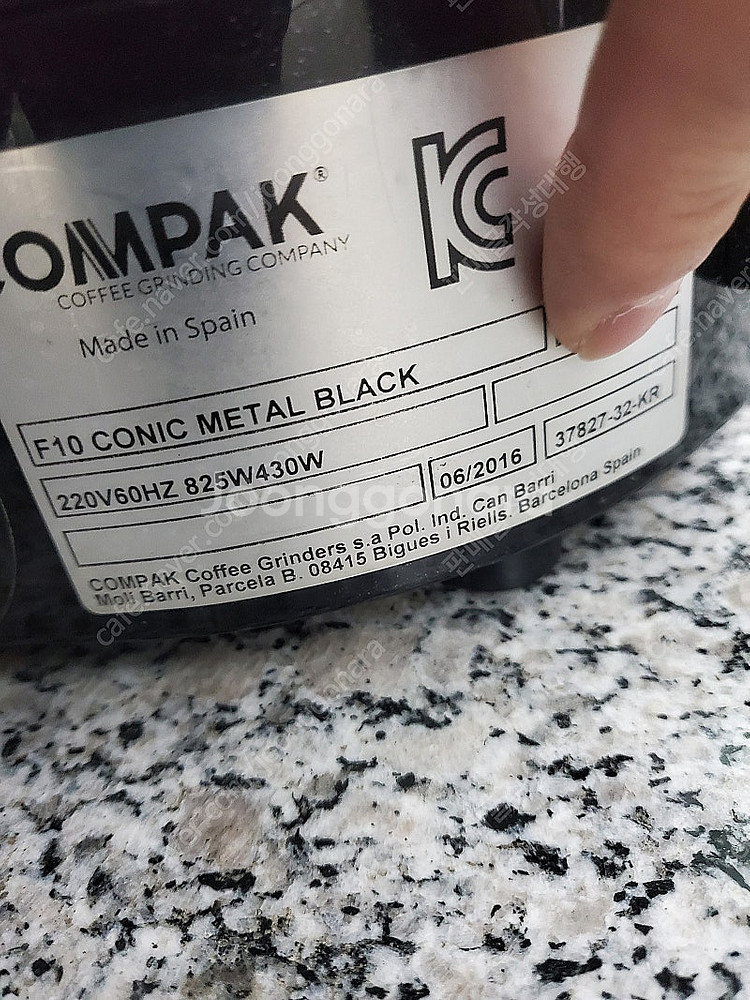 COMPAK®
COFFEE GRINDING COMPANY
Made in Spain
F10 CONIC METAL BLACK
220V60HZ 825W430W
06/2016
37827-32-KR
COMPAK Coffee Grinders s.a Pol. Ind. Can Barri
Moli Barri, Parcela B. 08415 Bigues i Riells. Barcelona Spain
Joonggonara